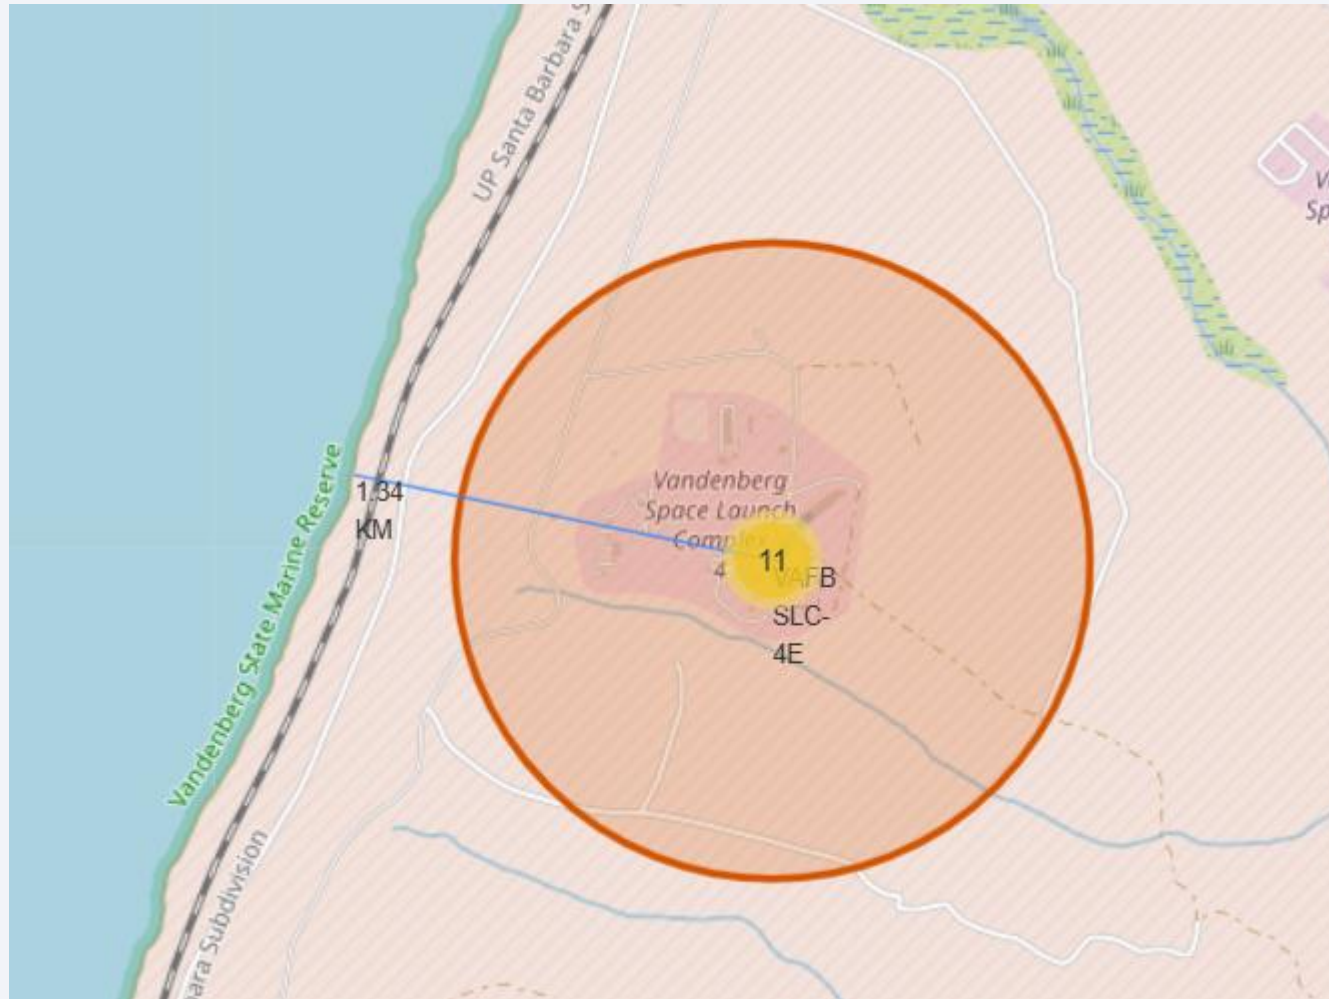 UP Santa Barbara S
V
Sp
Vandenberg
Space Launch
Complex
4
11
VAFB
SLC-
4E
1.34
KM
Vandenberg State Marine Reserve
ara Subdivision